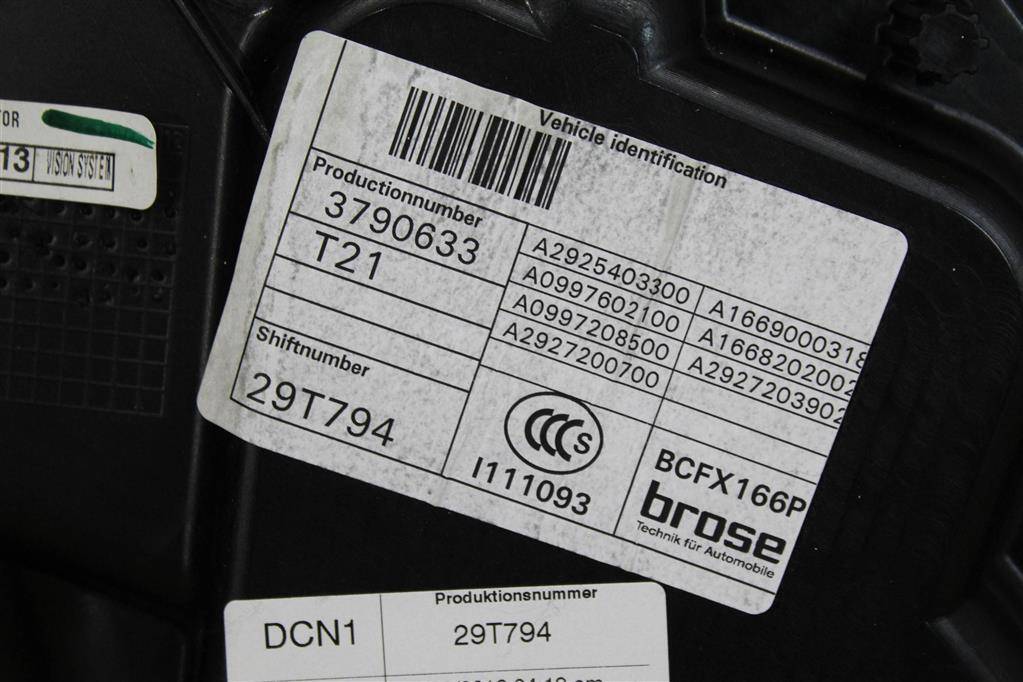 TOR
13 VISION SYSTEM
Vehicle identification
Productionnumber
3790633
T21
Shiftnumber
29T794
A2925403300
A0997602100
A0997208500
A2927200700
A1669000318
A1668202002
A2927203902
CCC S
I111093
BCFX166P
brose
Technik für Automobile
Produktionsnummer
DCN1
29T794